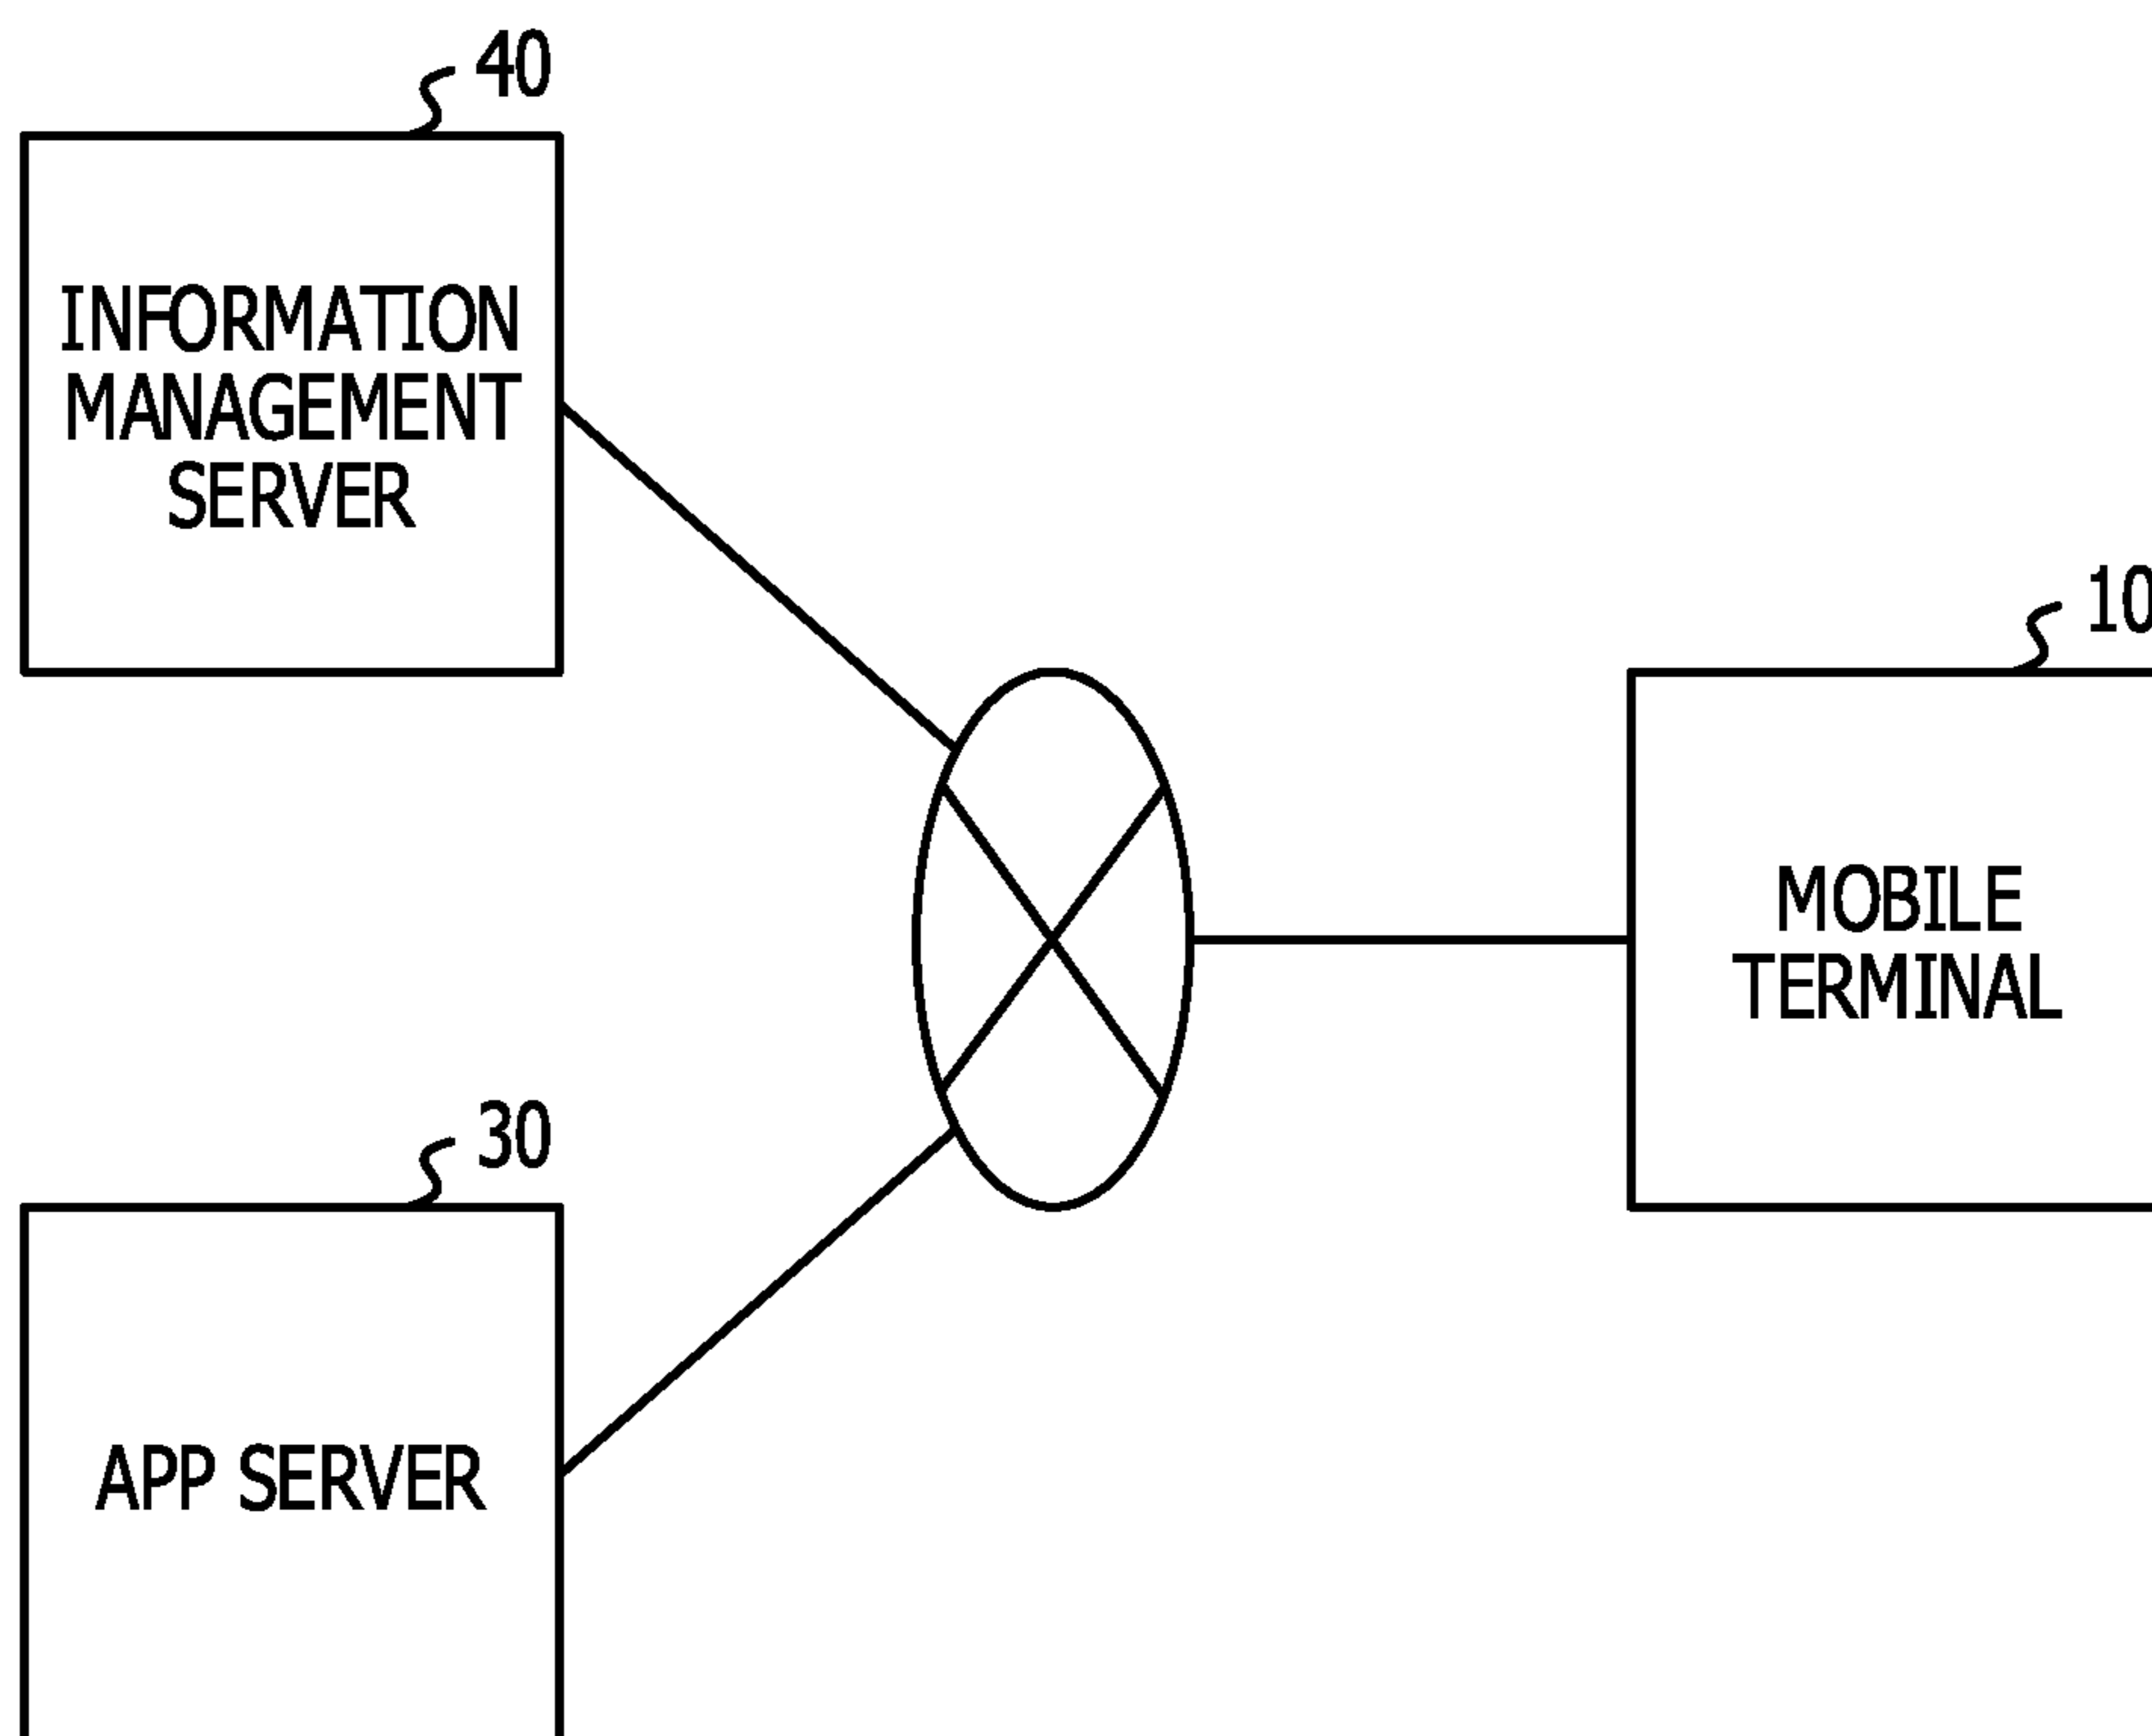 40
INFORMATION
MANAGEMENT
SERVER
10
MOBILE
TERMINAL
30
APP SERVER